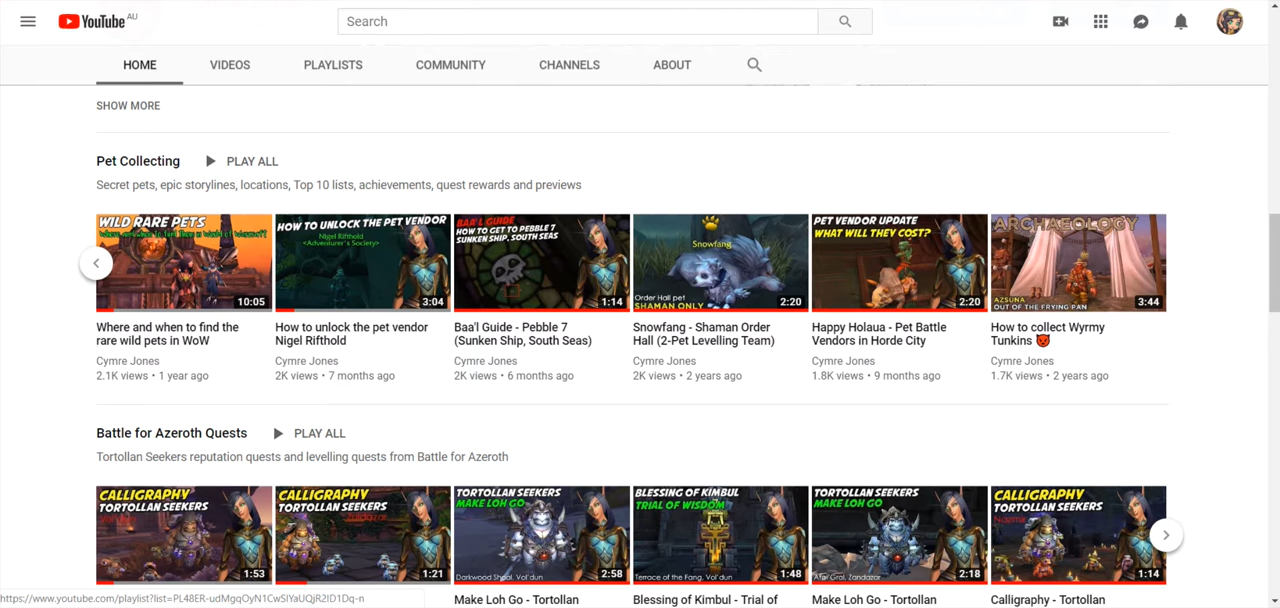 YouTube AU
Search
HOME VIDEOS PLAYLISTS COMMUNITY CHANNELS ABOUT
SHOW MORE
Pet Collecting PLAY ALL
Secret pets, epic storylines, locations, Top 10 lists, achievements, quest rewards and previews
WILD RARE PETS
10:05
HOW TO UNLOCK THE PET VENDOR
Nigel Rifthold
<Adventurer's Society>
3:04
BAA'L GUIDE
HOW TO GET TO PEBBLE 7
SUNKEN SHIP, SOUTH SEAS
1:14
Snowfang
Order Hall pet
SHAMAN ONLY
2:20
PET VENDOR UPDATE
WHAT WILL THEY COST?
2:20
ARCHAEOLOGY
AZSUNA
OUT OF THE FRYING PAN
3:44
Where and when to find the
rare wild pets in WoW
Cymre Jones
2.1K views • 1 year ago
How to unlock the pet vendor
Nigel Rifthold
Cymre Jones
2K views • 7 months ago
Baa'l Guide - Pebble 7
(Sunken Ship, South Seas)
Cymre Jones
2K views • 6 months ago
Snowfang - Shaman Order
Hall (2-Pet Levelling Team)
Cymre Jones
2K views • 2 years ago
Happy Holaua - Pet Battle
Vendors in Horde City
Cymre Jones
1.8K views • 9 months ago
How to collect Wyrmy
Tunkins 👿
Cymre Jones
1.7K views • 2 years ago
Battle for Azeroth Quests PLAY ALL
Tortollan Seekers reputation quests and levelling quests from Battle for Azeroth
CALLIGRAPHY
TORTOLLAN SEEKERS
1:53
CALLIGRAPHY
TORTOLLAN SEEKERS
Zuldazar
1:21
TORTOLLAN SEEKERS
MAKE LOH GO
Darkwood Shoal, Vol'dun
2:58
BLESSING OF KIMBUL
TRIAL OF WISDOM
Terrace of the Fang, Vol'dun
1:48
TORTOLLAN SEEKERS
MAKE LOH GO
Atal'Gral, Zandalar
2:18
CALLIGRAPHY
TORTOLLAN SEEKERS
Nazmir
1:14
Make Loh Go - Tortollan
Blessing of Kimbul - Trial of
Make Loh Go - Tortollan
Calligraphy - Tortollan
https://www.youtube.com/playlist?list=PL48ER-udMgqOyN1CwSlYaUQjR2ID1Dq-n